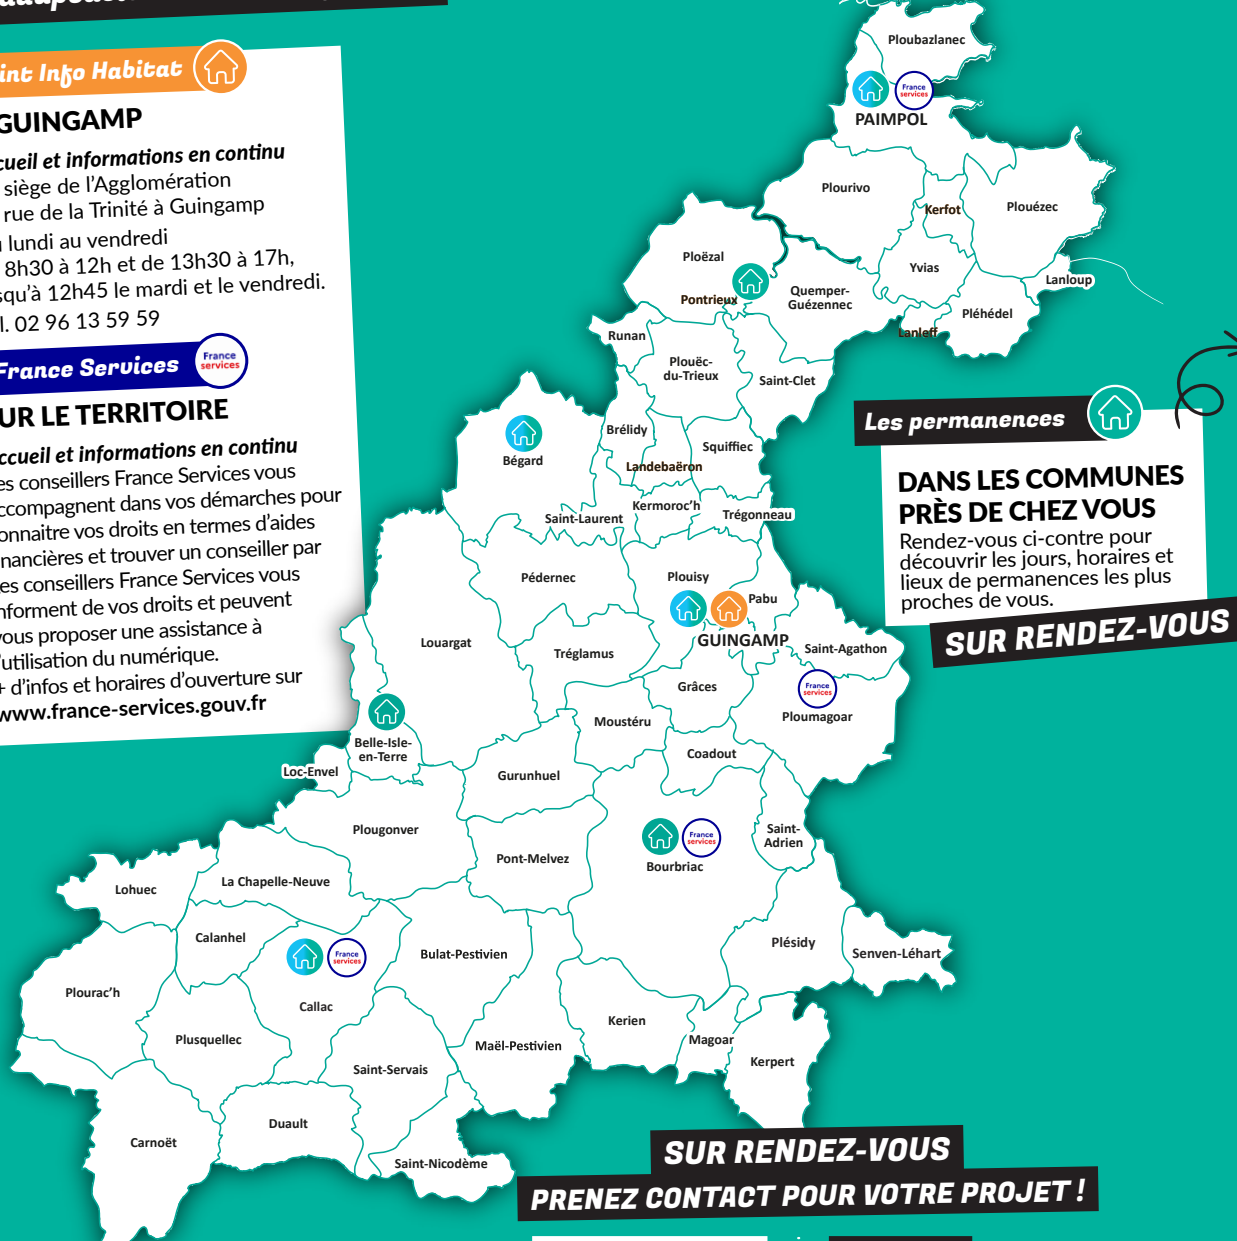 int Info Habitat
GUINGAMP
cueil et informations en continu
siège de l'Agglomération
rue de la Trinité à Guingamp
lundi au vendredi
8h30 à 12h et de 13h30 à 17h,
squ'à 12h45 le mardi et le vendredi.
l. 02 96 13 59 59
France Services
France
services
UR LE TERRITOIRE
ccueil et informations en continu
es conseillers France Services vous
ccompagnent dans vos démarches pour
onnaitre vos droits en termes d'aides
nancières et trouver un conseiller par
es conseillers France Services vous
nforment de vos droits et peuvent
vous proposer une assistance à
'utilisation du numérique.
+ d'infos et horaires d'ouverture sur
www.france-services.gouv.fr
Ploubazlanec
France
services
PAIMPOL
Plourivo
Kerfot
Plouézec
Ploëzal
Yvias
Lanloup
Pontrieux
Quemper-
Guézennec
Pléhédel
Lanleff
Runan
Plouëc-
du-Trieux
Saint-Clet
Les permanences
DANS LES COMMUNES
PRÈS DE CHEZ VOUS
Rendez-vous ci-contre pour
découvrir les jours, horaires et
lieux de permanences les plus
proches de vous.
SUR RENDEZ-VOUS
Brélidy
Squiffiec
Bégard
Landebaëron
Kermoroc'h
Saint-Laurent
Trégonneau
Pédernec
Plouisy
Pabu
GUINGAMP
Louargat
Tréglamus
Saint-Agathon
Grâces
France
services
Ploumagoar
Moustéru
Belle-Isle-
en-Terre
Coadout
Loc-Envel
Gurunhuel
Plougonver
France
services
Saint-
Adrien
Pont-Melvez
Bourbriac
La Chapelle-Neuve
Lohuec
Calanhel
Plésidy
Bulat-Pestivien
Senven-Léhart
France
services
Plourac'h
Callac
Kerien
Plusquellec
Magoar
Maël-Pestivien
Kerpert
Saint-Servais
Duault
Carnoët
Saint-Nicodème
SUR RENDEZ-VOUS
PRENEZ CONTACT POUR VOTRE PROJET !